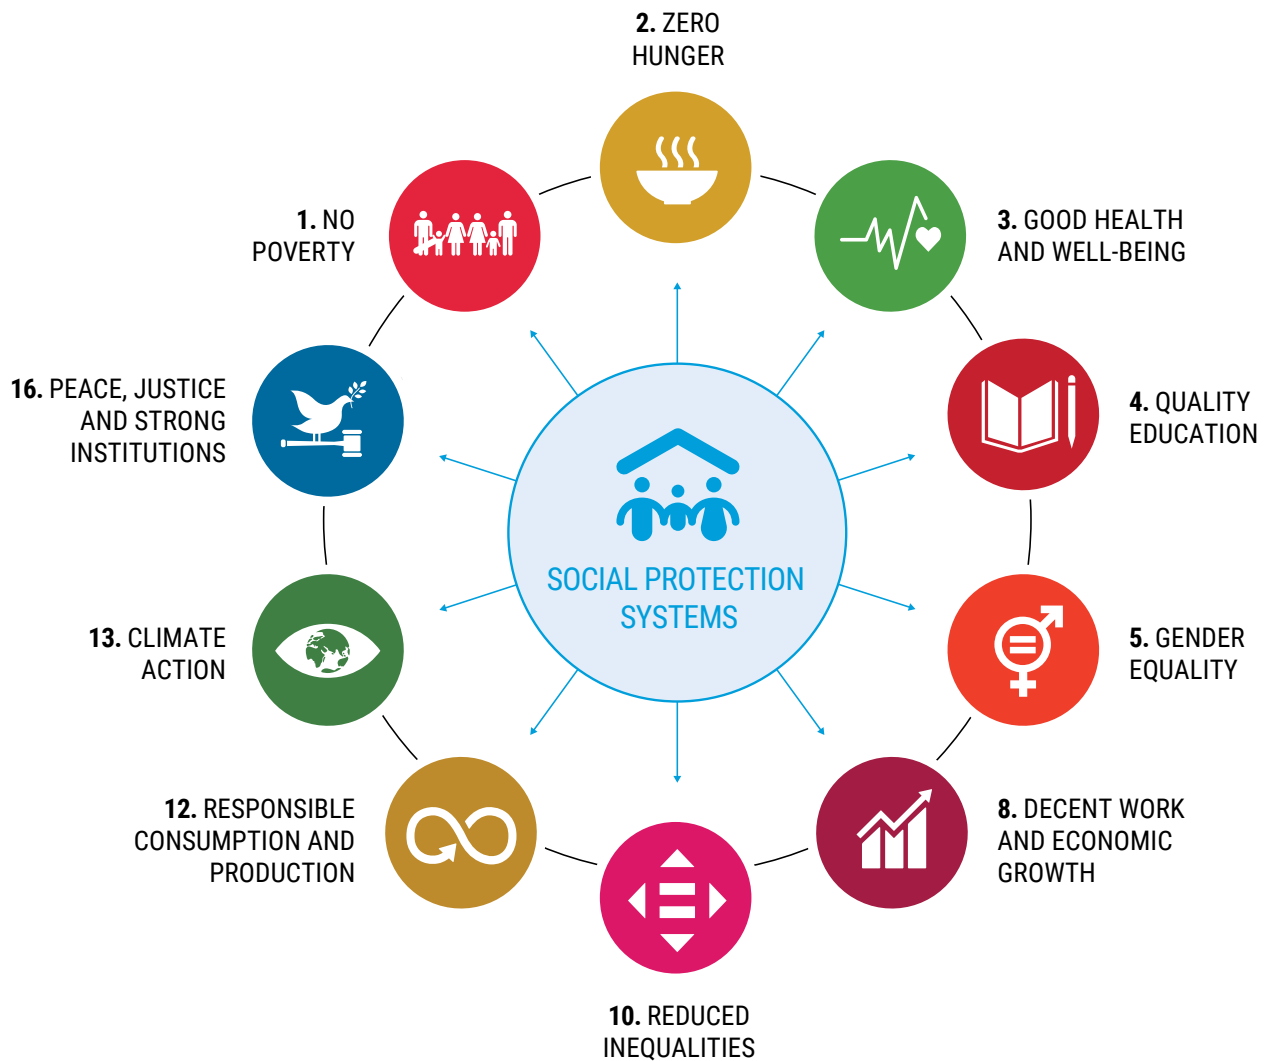 2. ZERO
HUNGER
1. NO
POVERTY
3. GOOD HEALTH
AND WELL-BEING
16. PEACE, JUSTICE
AND STRONG
INSTITUTIONS
4. QUALITY
EDUCATION
SOCIAL PROTECTION
SYSTEMS
13. CLIMATE
ACTION
5. GENDER
EQUALITY
12. RESPONSIBLE
CONSUMPTION AND
PRODUCTION
8. DECENT WORK
AND ECONOMIC
GROWTH
10. REDUCED
INEQUALITIES